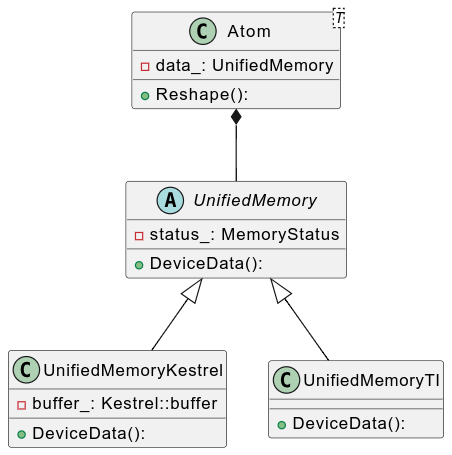 T
C Atom
data_: UnifiedMemory
Reshape():
A UnifiedMemory
status_: MemoryStatus
DeviceData():
C UnifiedMemoryKestrel
buffer_: Kestrel::buffer
DeviceData():
C UnifiedMemoryTI
DeviceData():